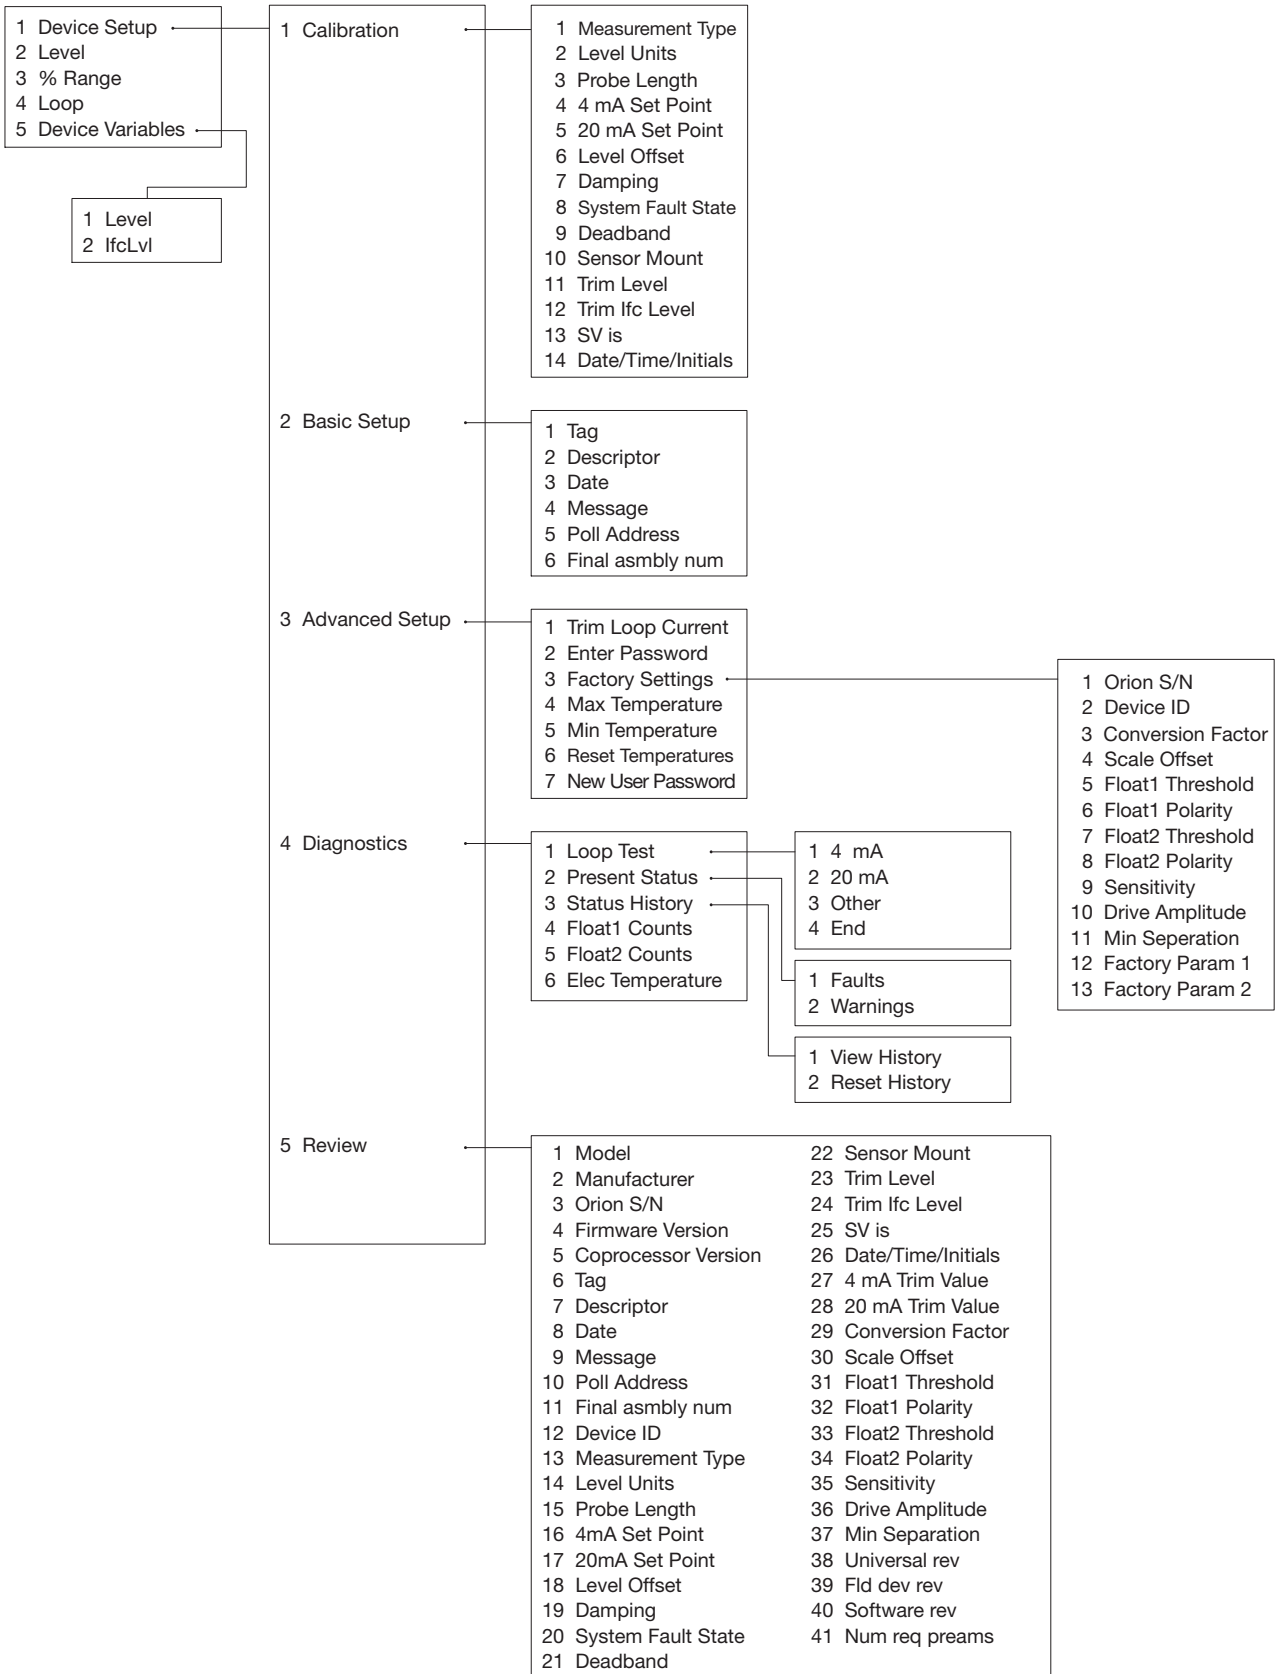 1 Device Setup
2 Level
3 % Range
4 Loop
5 Device Variables
1 Level
2 IfcLvl
1 Calibration
1 Measurement Type
2 Level Units
3 Probe Length
4 4 mA Set Point
5 20 mA Set Point
6 Level Offset
7 Damping
8 System Fault State
9 Deadband
10 Sensor Mount
11 Trim Level
12 Trim Ifc Level
13 SV is
14 Date/Time/Initials
2 Basic Setup
1 Tag
2 Descriptor
3 Date
4 Message
5 Poll Address
6 Final asmbly num
3 Advanced Setup
1 Trim Loop Current
2 Enter Password
3 Factory Settings
4 Max Temperature
5 Min Temperature
6 Reset Temperatures
7 New User Password
1 Orion S/N
2 Device ID
3 Conversion Factor
4 Scale Offset
5 Float1 Threshold
6 Float1 Polarity
7 Float2 Threshold
8 Float2 Polarity
9 Sensitivity
10 Drive Amplitude
11 Min Seperation
12 Factory Param 1
13 Factory Param 2
4 Diagnostics
1 Loop Test
2 Present Status
3 Status History
4 Float1 Counts
5 Float2 Counts
6 Elec Temperature
1 4 mA
2 20 mA
3 Other
4 End
1 Faults
2 Warnings
1 View History
2 Reset History
5 Review
1 Model
2 Manufacturer
3 Orion S/N
4 Firmware Version
5 Coprocessor Version
6 Tag
7 Descriptor
8 Date
9 Message
10 Poll Address
11 Final asmbly num
12 Device ID
13 Measurement Type
14 Level Units
15 Probe Length
16 4mA Set Point
17 20mA Set Point
18 Level Offset
19 Damping
20 System Fault State
21 Deadband
22 Sensor Mount
23 Trim Level
24 Trim Ifc Level
25 SV is
26 Date/Time/Initials
27 4 mA Trim Value
28 20 mA Trim Value
29 Conversion Factor
30 Scale Offset
31 Float1 Threshold
32 Float1 Polarity
33 Float2 Threshold
34 Float2 Polarity
35 Sensitivity
36 Drive Amplitude
37 Min Separation
38 Universal rev
39 Fld dev rev
40 Software rev
41 Num req preams